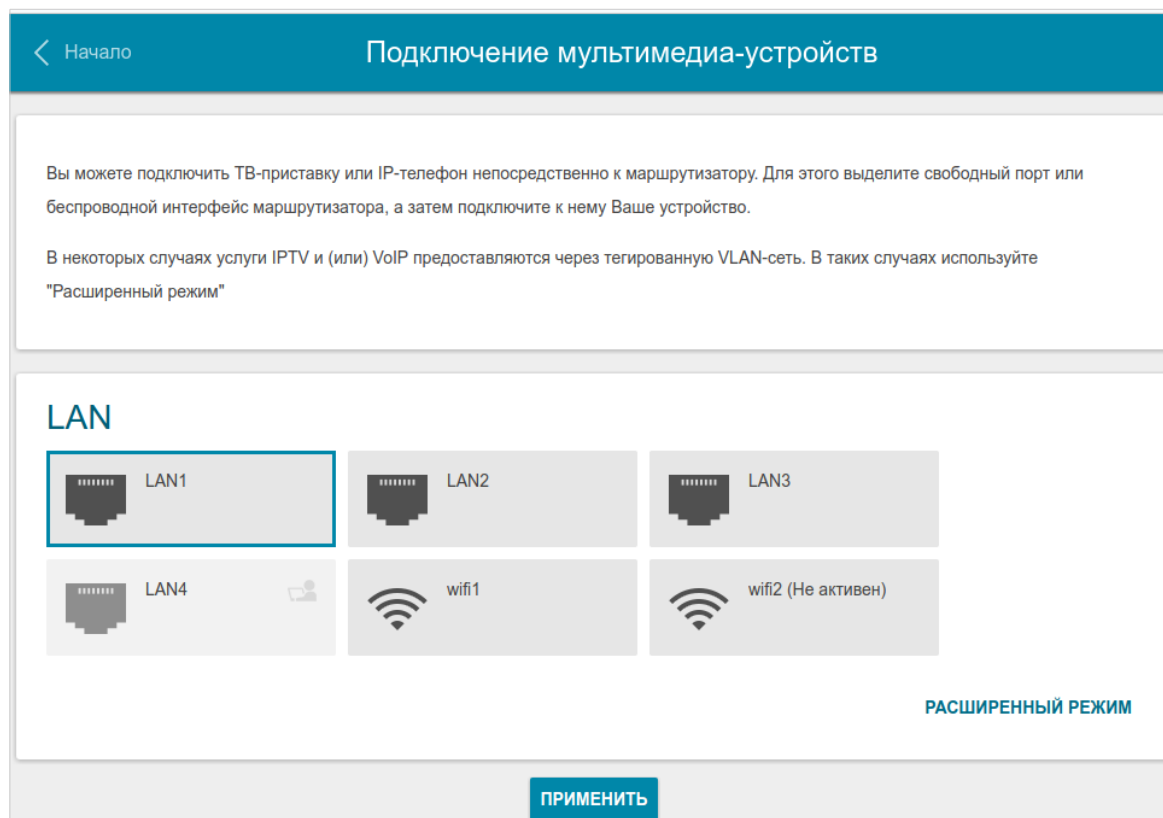 Начало
Подключение мультимедиа-устройств
Вы можете подключить ТВ-приставку или IP-телефон непосредственно к маршрутизатору. Для этого выделите свободный порт или
беспроводной интерфейс маршрутизатора, а затем подключите к нему Ваше устройство.
В некоторых случаях услуги IPTV и (или) VoIP предоставляются через тегированную VLAN-сеть. В таких случаях используйте
"Расширенный режим"
LAN
LAN1
LAN2
LAN3
LAN4
wifi1
wifi2 (Не активен)
РАСШИРЕННЫЙ РЕЖИМ
ПРИМЕНИТЬ